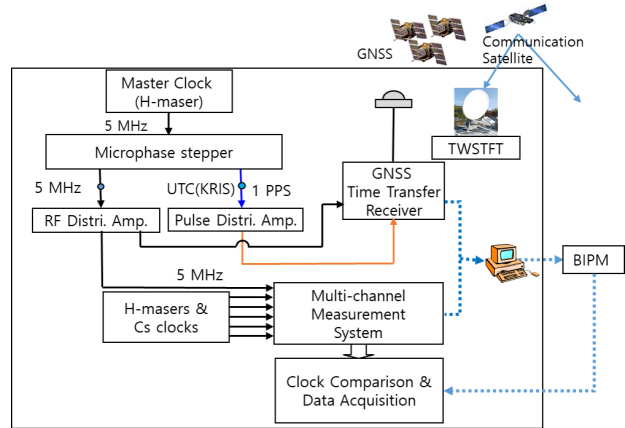 GNSS
Communication
Satellite
Master Clock
(H-maser)
5 MHz
Microphase stepper
TWSTFT
5 MHz
UTC(KRIS)
1 PPS
GNSS
Time Transfer
Receiver
RF Distri. Amp.
Pulse Distri. Amp.
BIPM
5 MHz
H-masers &
Cs clocks
Multi-channel
Measurement
System
Clock Comparison &
Data Acquisition